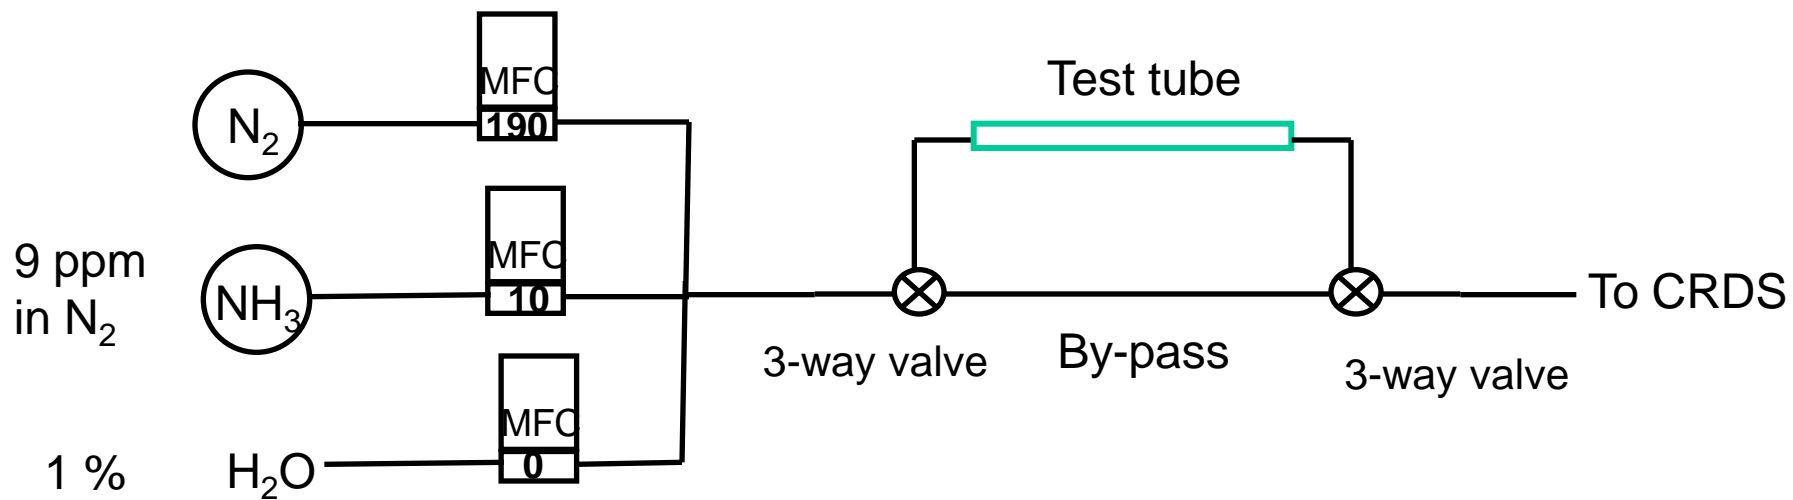 MFC
190
N₂
Test tube
9 ppm
in N₂
NH₃
MFC
10
To CRDS
3-way valve
By-pass
3-way valve
1 %
H₂O
MFC
0